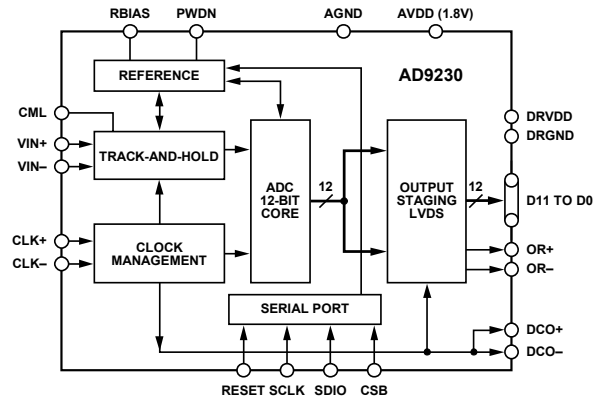 RBIAS PWDN AGND AVDD (1.8V)
REFERENCE
AD9230
CML
VIN+
VIN–
TRACK-AND-HOLD
ADC
12-BIT
CORE
12
OUTPUT
STAGING
LVDS
12
DRVDD
DRGND
D11 TO D0
CLK+
CLK–
CLOCK
MANAGEMENT
OR+
OR–
SERIAL PORT
DCO+
DCO–
RESET SCLK SDIO CSB